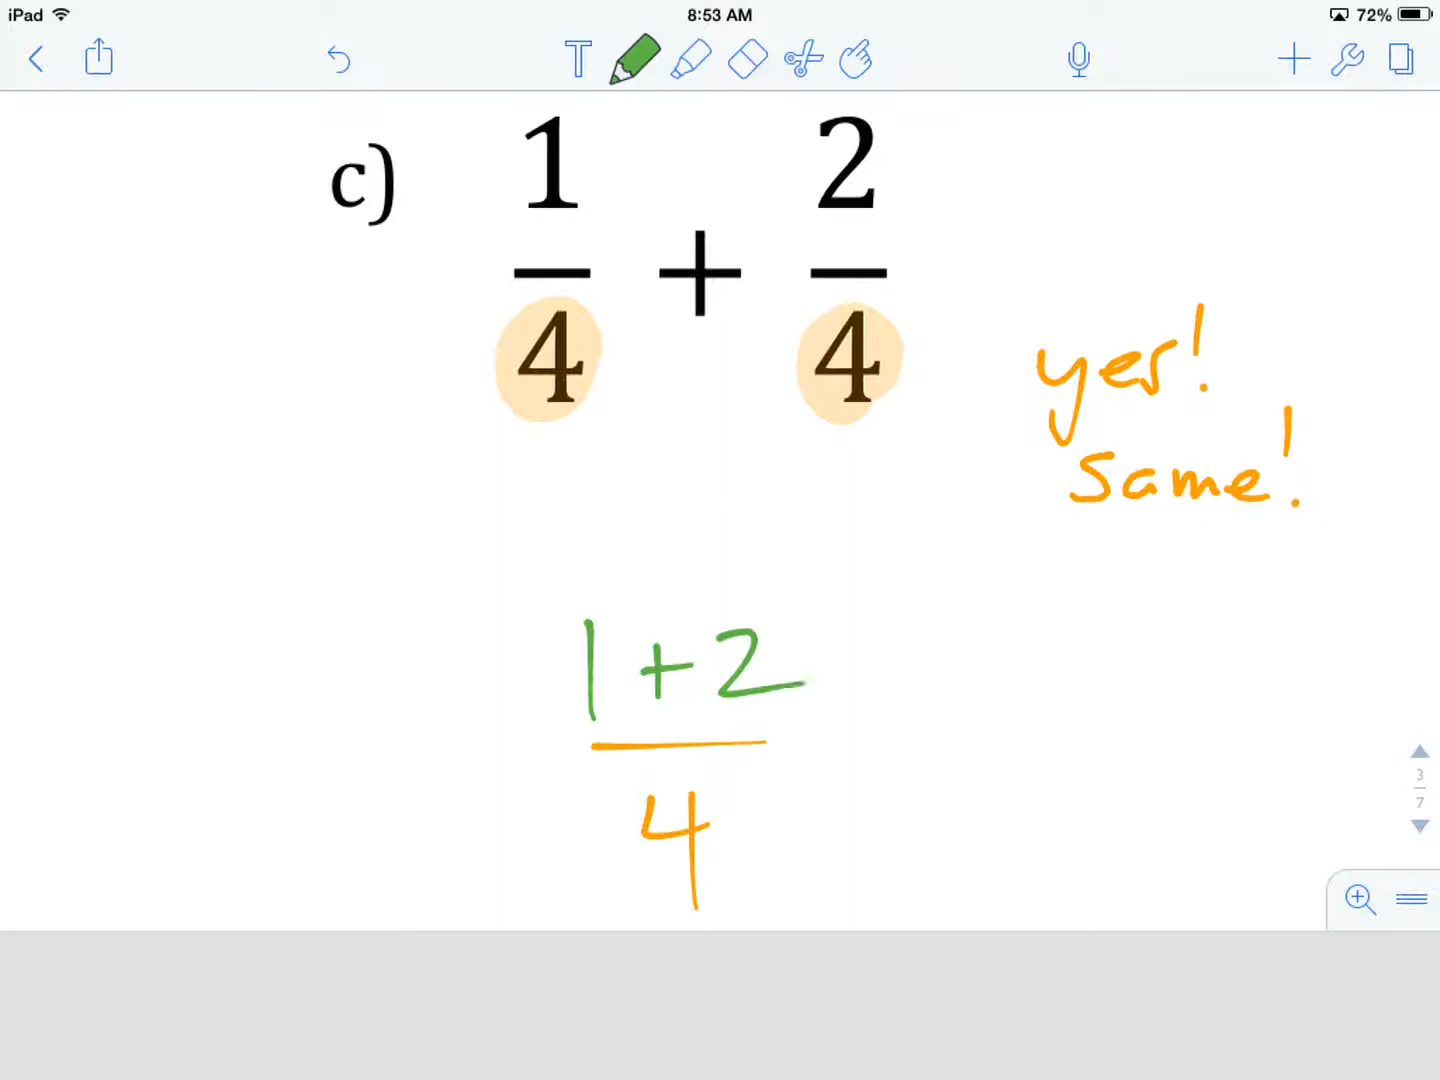 iPad 8:53 AM 72%
T
c) 1/4 + 2/4
yes!
same!
1 + 2
4
3
7